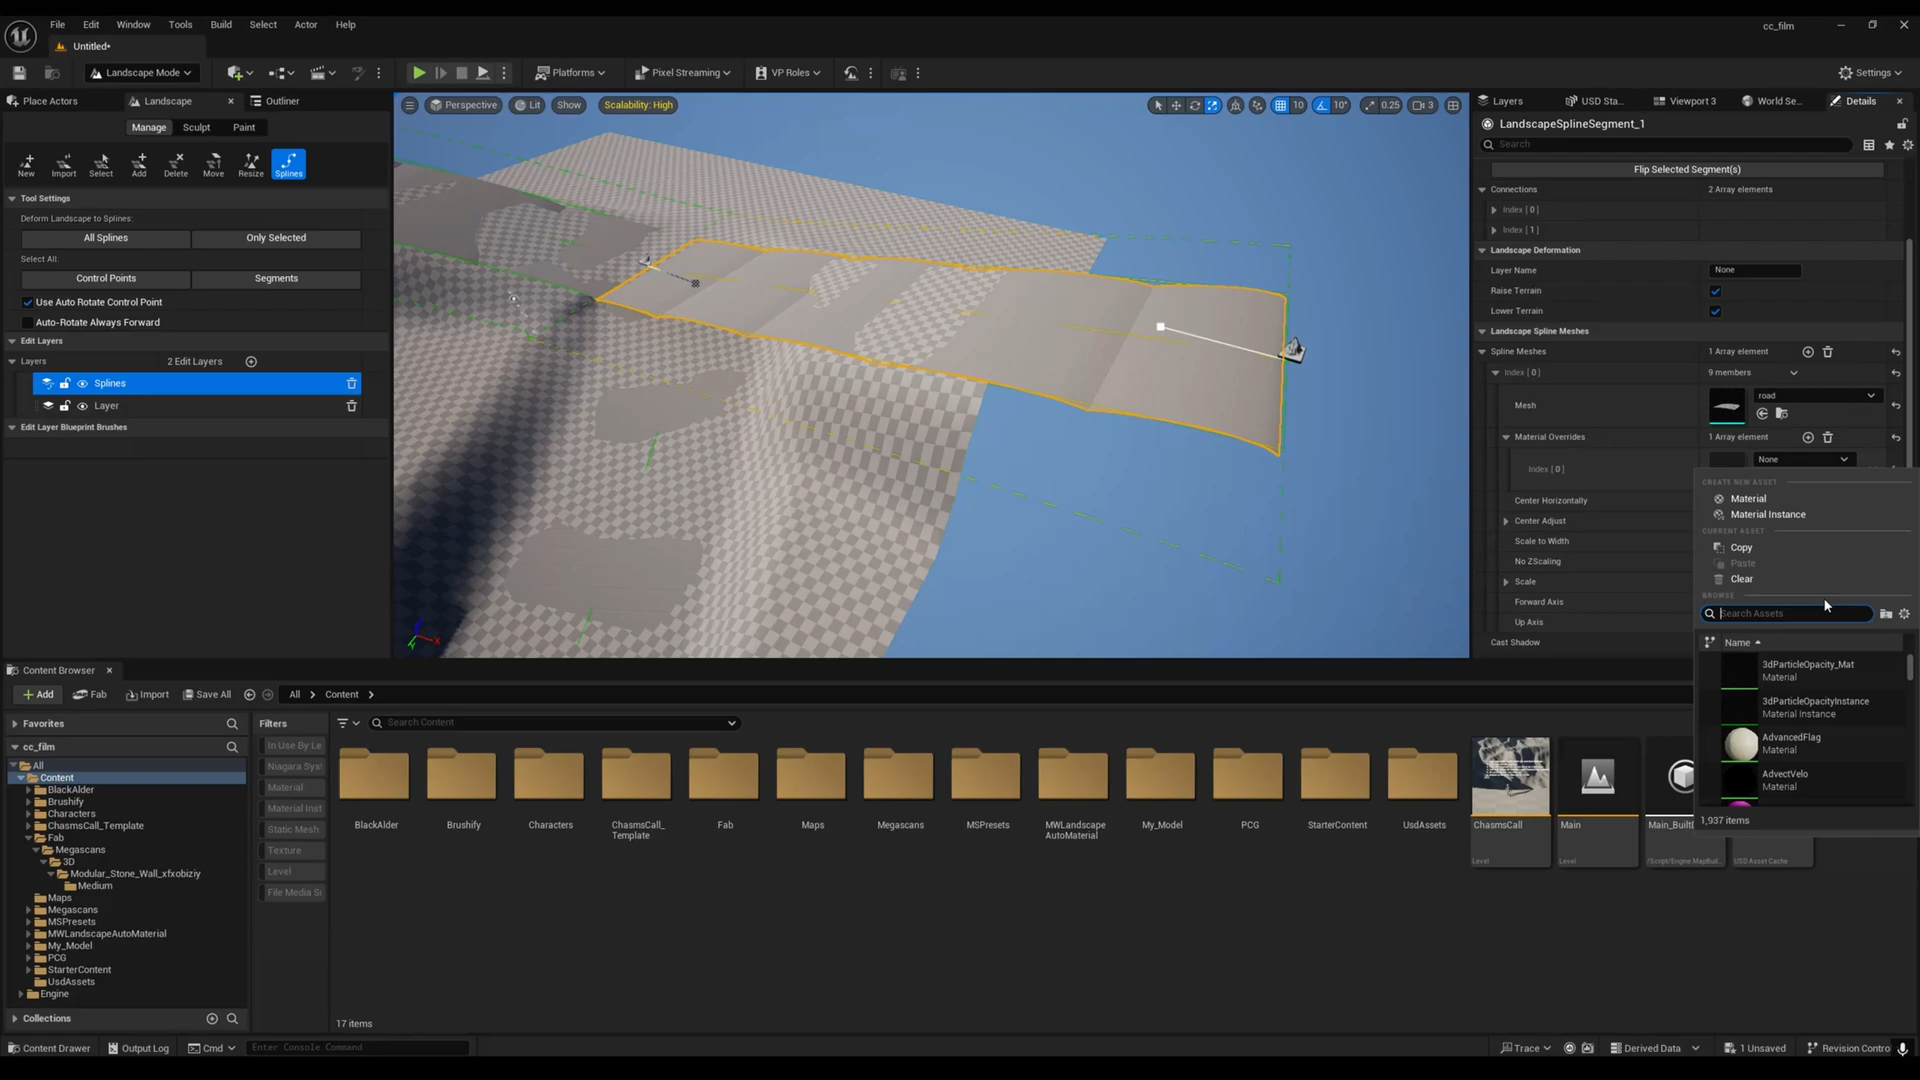 File Edit Window Tools Build Select Actor Help
cc_film
Untitled*
Landscape Mode
Platforms
Pixel Streaming
VP Roles
Settings
Place Actors
Landscape
Outliner
Manage
Sculpt
Paint
New
Import
Select
Add
Delete
Move
Resize
Splines
Tool Settings
Deform Landscape to Splines:
All Splines
Only Selected
Select All:
Control Points
Segments
Use Auto Rotate Control Point
Auto-Rotate Always Forward
Edit Layers
Layers
2 Edit Layers
Splines
Layer
Edit Layer Blueprint Brushes
Perspective
Lit
Show
Scalability: High
10
10°
0.25
3
Layers
USD Sta...
Viewport 3
World Se...
Details
LandscapeSplineSegment_1
Search
Flip Selected Segment(s)
Connections
2 Array elements
Index [ 0 ]
Index [ 1 ]
Landscape Deformation
Layer Name
None
Raise Terrain
Lower Terrain
Landscape Spline Meshes
Spline Meshes
1 Array element
Index [ 0 ]
9 members
Mesh
road
Material Overrides
1 Array element
Index [ 0 ]
None
Center Horizontally
Center Adjust
Scale to Width
No ZScaling
Scale
Forward Axis
Up Axis
Cast Shadow
CREATE NEW ASSET
Material
Material Instance
CURRENT ASSET
Copy
Paste
Clear
BROWSE
Search Assets
Name
3dParticleOpacity_Mat
Material
3dParticleOpacityInstance
Material Instance
AdvancedFlag
Material
AdvectVelo
Material
1,937 items
Content Browser
Add
Fab
Import
Save All
All
Content
Favorites
cc_film
All
Content
BlackAlder
Brushify
Characters
ChasmsCall_Template
Fab
Megascans
3D
Modular_Stone_Wall_xfxobiziy
Medium
Maps
Megascans
MSPresets
MWLandscapeAutoMaterial
My_Model
PCG
StarterContent
UsdAssets
Engine
Collections
Filters
In Use By Le
Niagara Sys
Material
Material Inst
Static Mesh
Texture
Level
File Media So
Search Content
BlackAlder
Brushify
Characters
ChasmsCall_
Template
Fab
Maps
Megascans
MSPresets
MWLandscape
AutoMaterial
My_Model
PCG
StarterContent
UsdAssets
ChasmsCall
Level
Main
Level
Main_Built
/Script/Engine.MapBuil...
USD Asset Cache
17 items
Content Drawer
Output Log
Cmd
Enter Console Command
Trace
Derived Data
1 Unsaved
Revision Contro